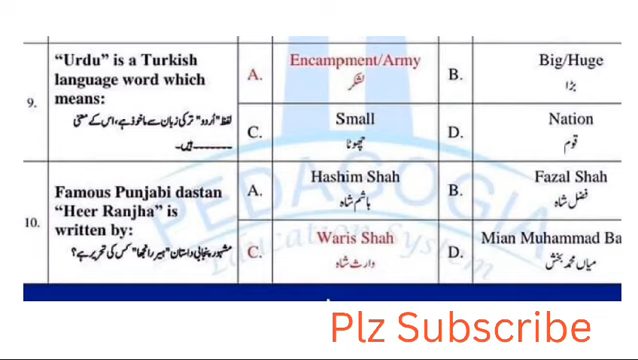 9.
"Urdu" is a Turkish
language word which
means:
لفظ "اُردو" ترکی زبان سے ماخوذ ہے، اس کے معنی
ـــــــــــ ہیں۔
A.
Encampment/Army
لشکر
B.
Big/Huge
بڑا
C.
Small
چھوٹا
D.
Nation
قوم
10.
Famous Punjabi dastan
"Heer Ranjha" is
written by:
مشہور پنجابی داستان "ہیر رانجھا" کس کی تحریر ہے؟
A.
Hashim Shah
ہاشم شاہ
B.
Fazal Shah
فضل شاہ
C.
Waris Shah
وارث شاہ
D.
Mian Muhammad Ba
میاں محمد بخش
PEDAGOGIA
Education System
Plz Subscribe